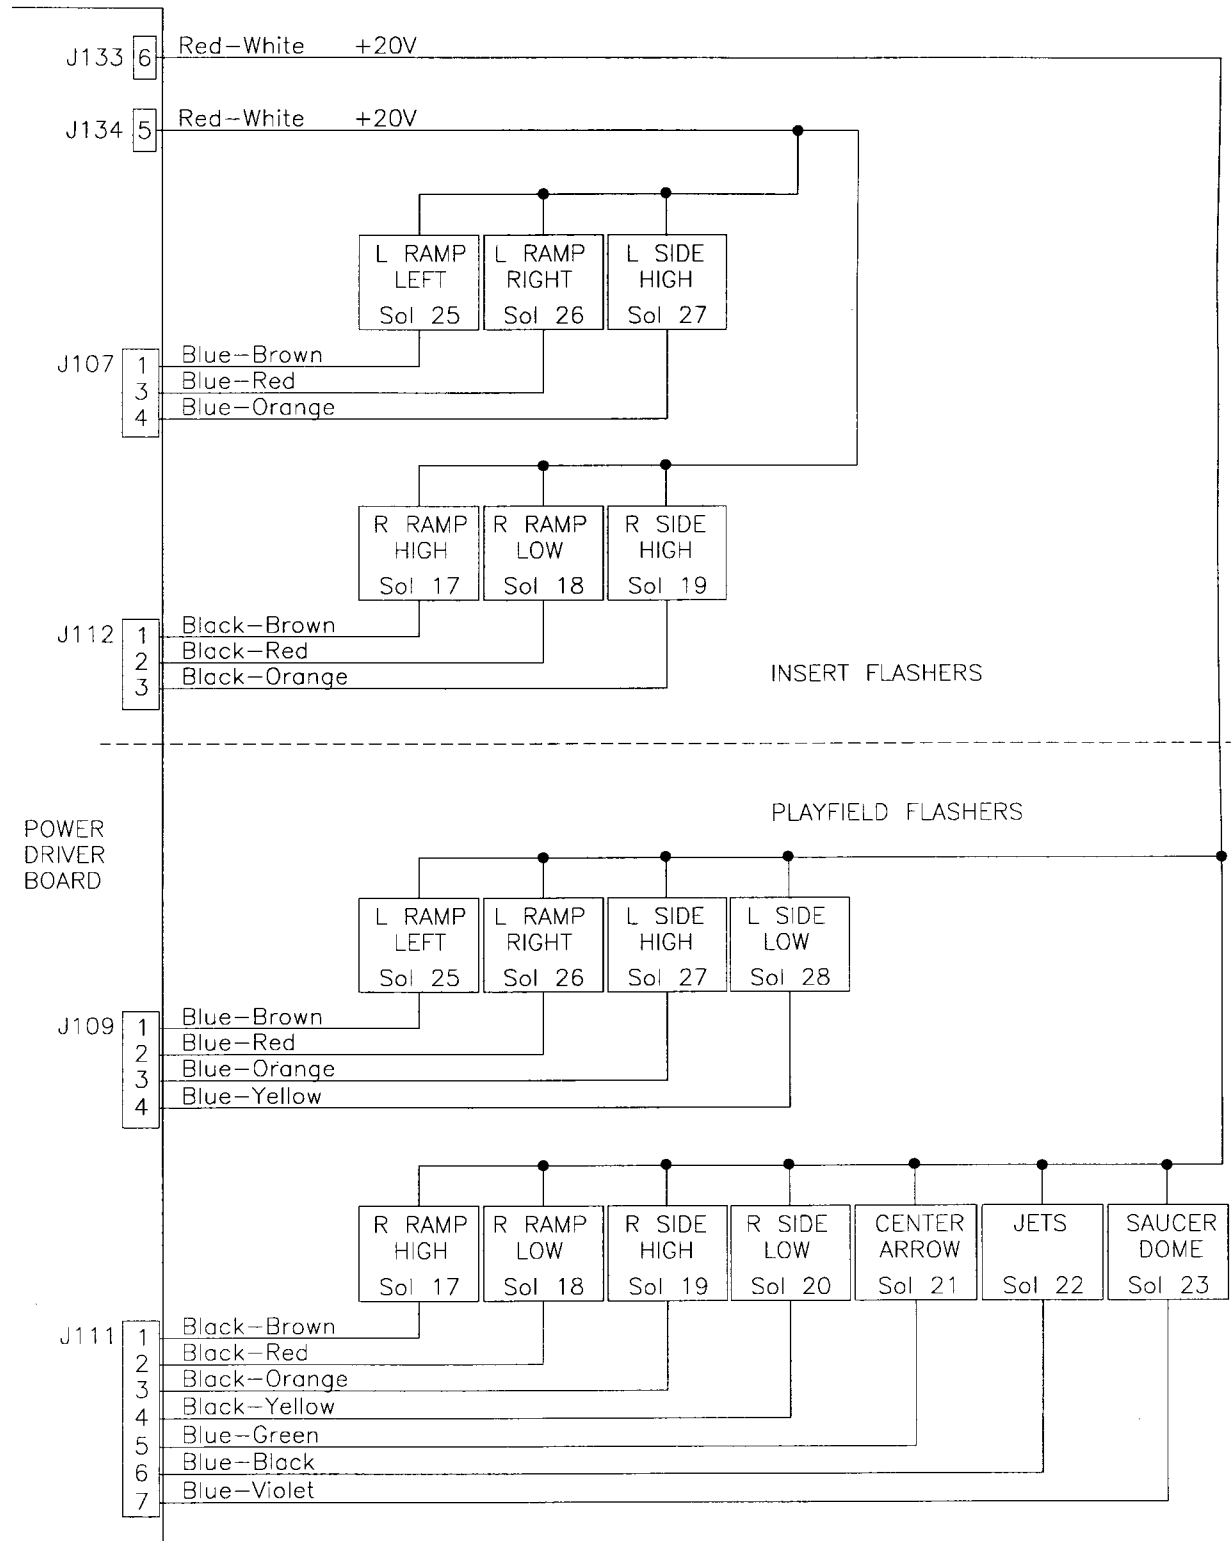 J133 6 Red-White +20V
J134 5 Red-White +20V
L RAMP LEFT Sol 25
L RAMP RIGHT Sol 26
L SIDE HIGH Sol 27
J107
1 Blue-Brown
3 Blue-Red
4 Blue-Orange
R RAMP HIGH Sol 17
R RAMP LOW Sol 18
R SIDE HIGH Sol 19
J112
1 Black-Brown
2 Black-Red
3 Black-Orange
INSERT FLASHERS
PLAYFIELD FLASHERS
POWER
DRIVER
BOARD
L RAMP LEFT Sol 25
L RAMP RIGHT Sol 26
L SIDE HIGH Sol 27
L SIDE LOW Sol 28
J109
1 Blue-Brown
2 Blue-Red
3 Blue-Orange
4 Blue-Yellow
R RAMP HIGH Sol 17
R RAMP LOW Sol 18
R SIDE HIGH Sol 19
R SIDE LOW Sol 20
CENTER ARROW Sol 21
JETS Sol 22
SAUCER DOME Sol 23
J111
1 Black-Brown
2 Black-Red
3 Black-Orange
4 Black-Yellow
5 Blue-Green
6 Blue-Black
7 Blue-Violet